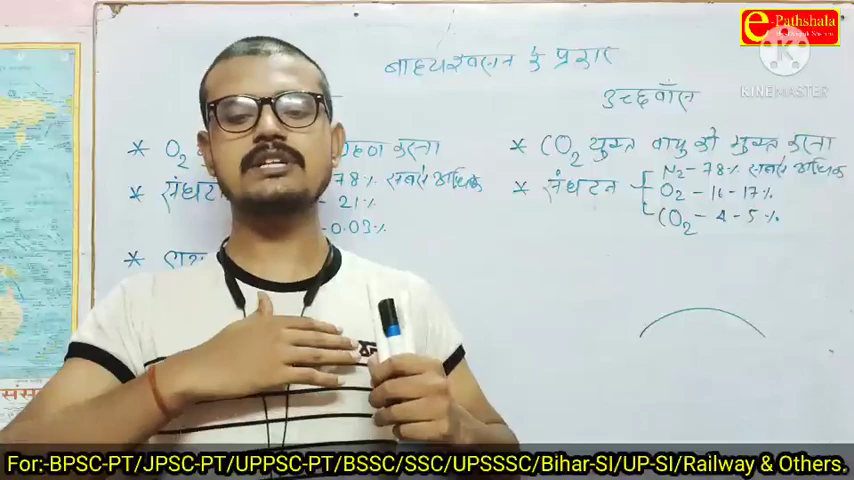 e-Pathshala
KINEMASTER
बाह्यश्वसन के प्रकार
उच्छवाँस
* O2 ग्रहण करना
* CO2 युक्त वायु को मुक्त करना
78% सबसे अधिक
- 21%
-0.03%
* संघटन N2 - 78% सबसे अधिक
O2 - 16 - 17%
CO2 - 4 - 5%
*
For:-BPSC-PT/JPSC-PT/UPPSC-PT/BSSC/SSC/UPSSSC/Bihar-SI/UP-SI/Railway & Others.